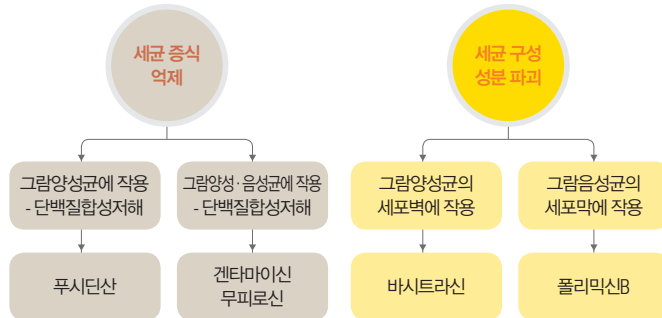 세균 증식
억제
세균 구성
성분 파괴
그람양성균에 작용
- 단백질합성저해
그람양성·음성균에 작용
- 단백질합성저해
그람양성균의
세포벽에 작용
그람음성균의
세포막에 작용
푸시딘산
겐타마이신
무피로신
바시트라신
폴리믹신B